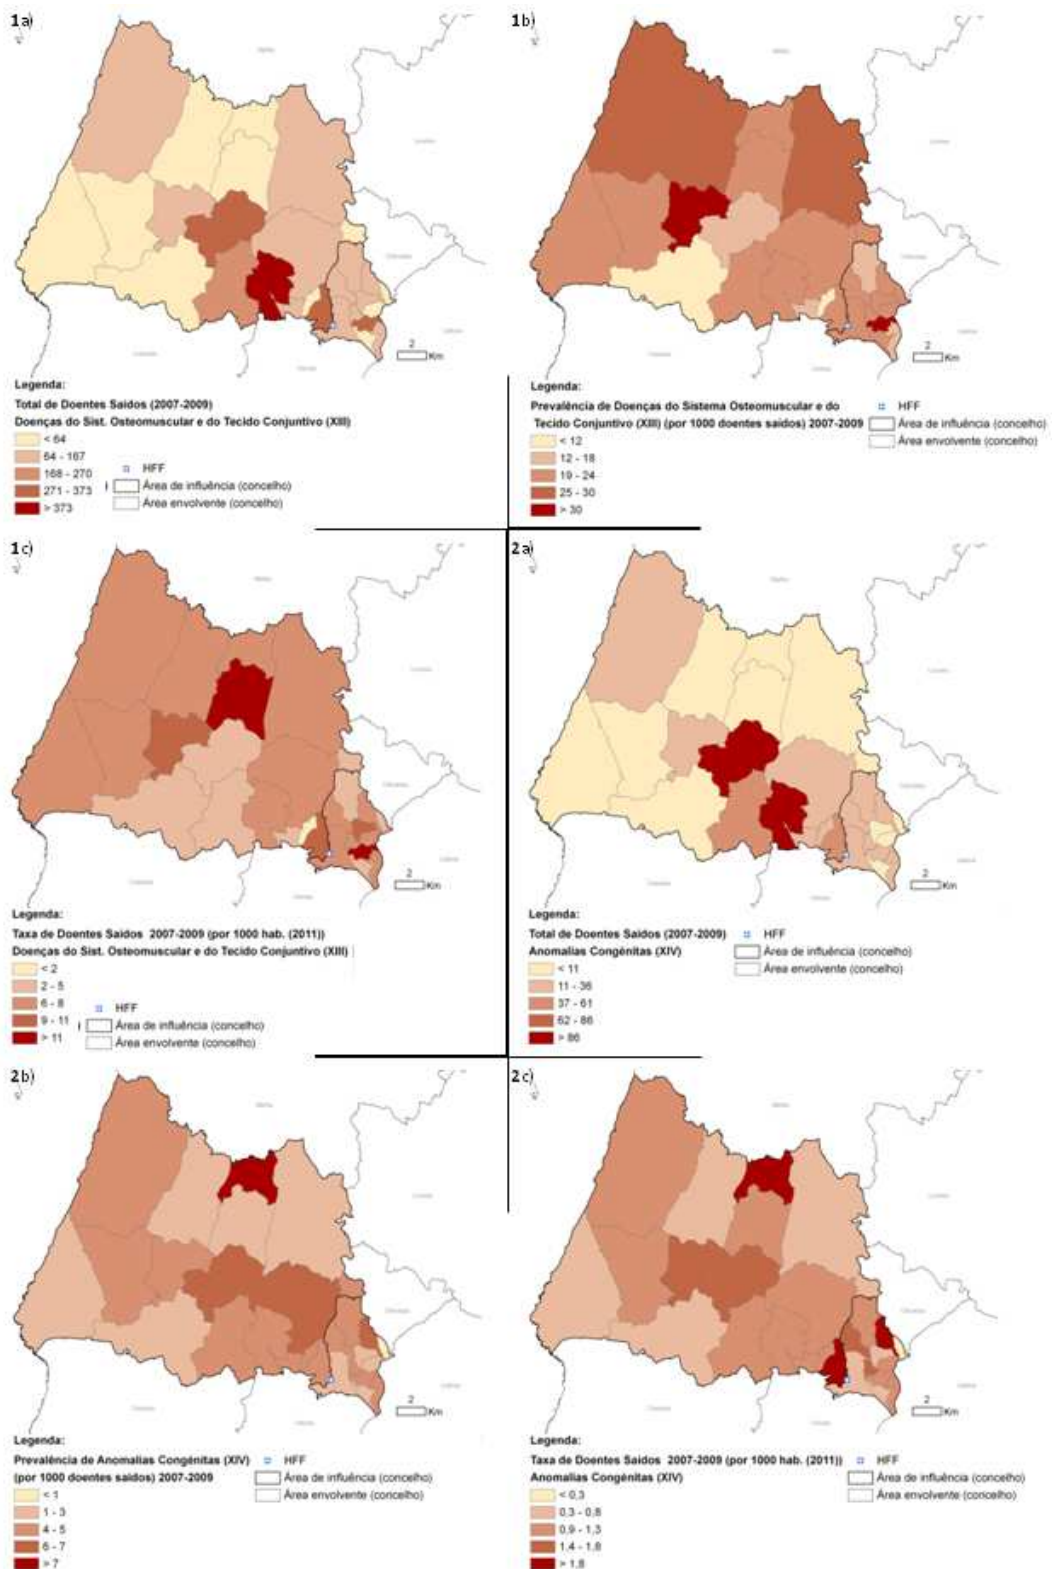 1a)
2
Km
Legenda:
Total de Doentes Saídos (2007-2009)
Doenças do Sist. Osteomuscular e do Tecido Conjuntivo (XIII)
< 64
64 - 167
168 - 270
271 - 373
> 373
HFF
Área de influência (concelho)
Área envolvente (concelho)
1b)
2
Km
Legenda:
Prevalência de Doenças do Sistema Osteomuscular e do
Tecido Conjuntivo (XIII) (por 1000 doentes saídos) 2007-2009
< 12
12 - 18
19 - 24
25 - 30
> 30
HFF
Área de influência (concelho)
Área envolvente (concelho)
1c)
2
Km
Legenda:
Taxa de Doentes Saídos 2007-2009 (por 1000 hab. (2011))
Doenças do Sist. Osteomuscular e do Tecido Conjuntivo (XIII)
< 2
2 - 5
6 - 8
9 - 11
> 11
HFF
Área de influência (concelho)
Área envolvente (concelho)
2a)
2
Km
Legenda:
Total de Doentes Saídos (2007-2009)
Anomalias Congénitas (XIV)
< 11
11 - 36
37 - 61
62 - 86
> 86
HFF
Área de influência (concelho)
Área envolvente (concelho)
2b)
2
Km
Legenda:
Prevalência de Anomalias Congénitas (XIV)
(por 1000 doentes saídos) 2007-2009
< 1
1 - 3
4 - 5
6 - 7
> 7
HFF
Área de influência (concelho)
Área envolvente (concelho)
2c)
2
Km
Legenda:
Taxa de Doentes Saídos 2007-2009 (por 1000 hab. (2011))
Anomalias Congénitas (XIV)
< 0,3
0,3 - 0,8
0,9 - 1,3
1,4 - 1,8
> 1,8
HFF
Área de influência (concelho)
Área envolvente (concelho)